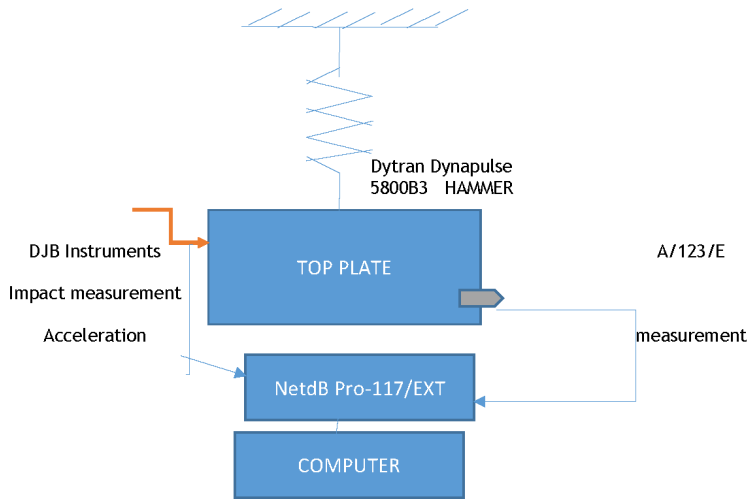 Dytran Dynapulse
5800B3 HAMMER
DJB Instruments
TOP PLATE
A/123/E
Impact measurement
Acceleration
measurement
NetdB Pro-117/EXT
COMPUTER